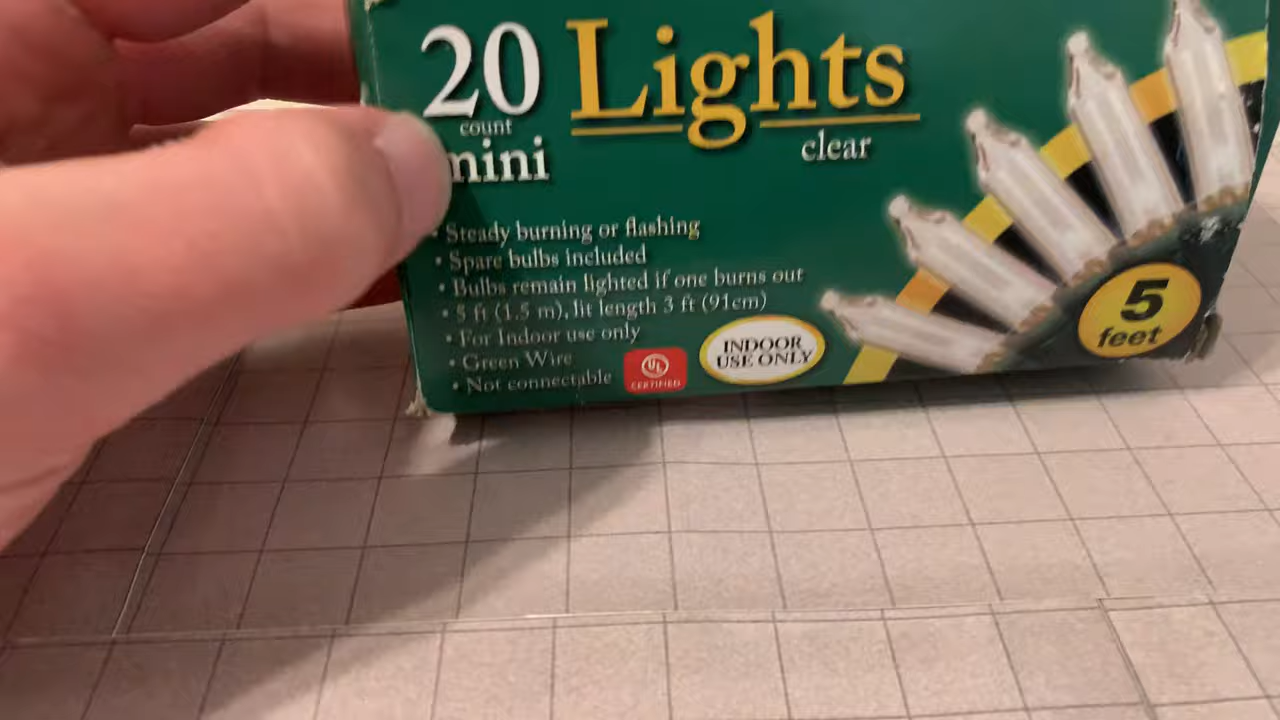 20 Lights
count
mini
clear
• Steady burning or flashing
• Spare bulbs included
• Bulbs remain lighted if one burns out
• 5 ft (1.5 m), lit length 3 ft (91cm)
• For Indoor use only
• Green Wire
• Not connectable
UL
CERTIFIED
INDOOR
USE ONLY
5
feet